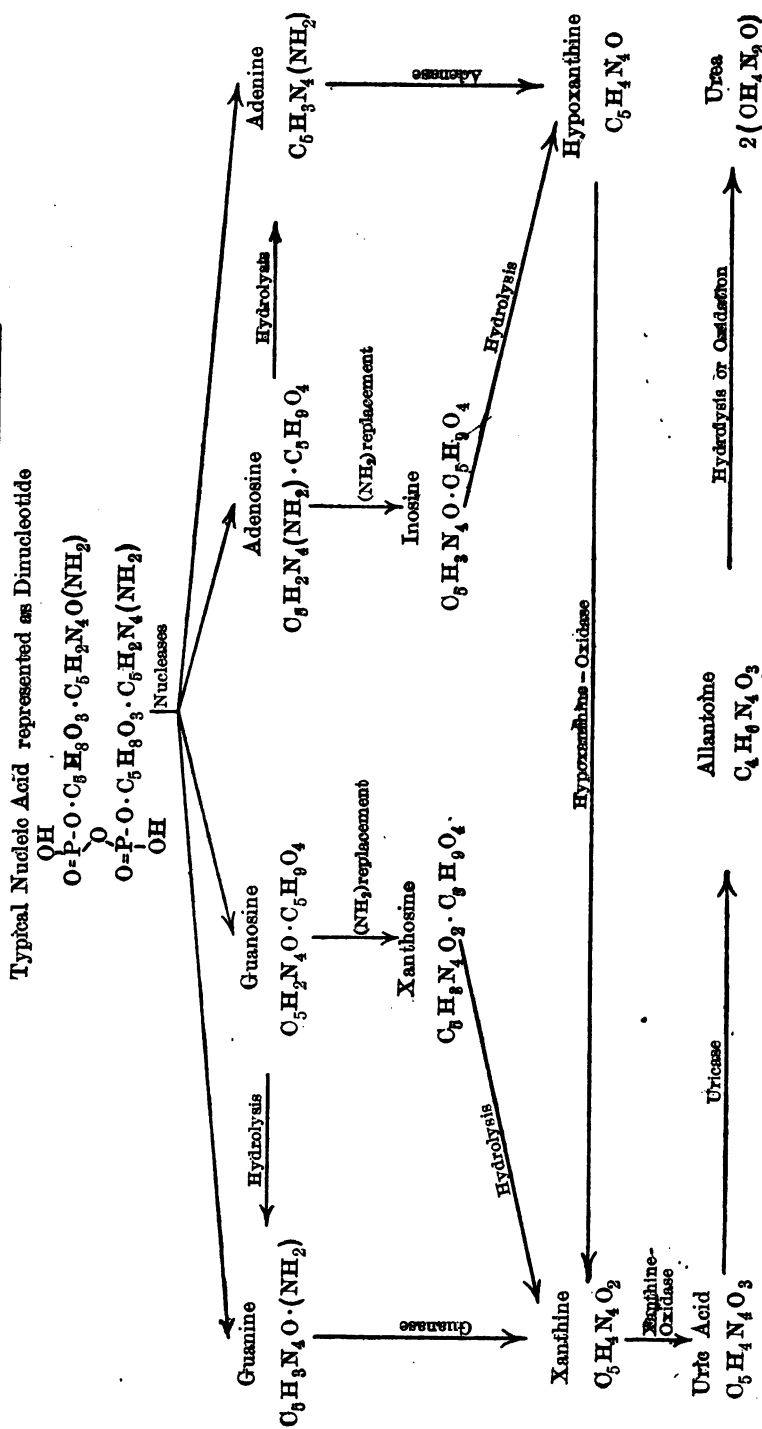 Typical Nucleic Acid represented as Dinucleotide
OH
O=P-O·C₅H₈O₃·C₅H₂N₄O(NH₂)
O
O=P-O·C₅H₈O₃·C₅H₂N₄(NH₂)
OH
Nucleases
Guanine
C₅H₃N₄O·(NH₂)
Hydrolysis
Guanosine
C₅H₂N₄O·C₅H₉O₄
Adenosine
C₅H₂N₄(NH₂)·C₅H₉O₄
Hydrolysis
Adenine
C₅H₃N₄(NH₂)
Guanase
(NH₂)replacement
(NH₂)replacement
Adenase
Xanthosine
C₅H₃N₄O₂·C₅H₉O₄
Inosine
C₅H₃N₄O·C₅H₉O₄
Hydrolysis
Hydrolysis
Xanthine
C₅H₄N₄O₂
Hypoxanthine-Oxidase
Hypoxanthine
C₅H₄N₄O
Xanthine-
Oxidase
Uric Acid
C₅H₄N₄O₃
Uricase
Allantoine
C₄H₆N₄O₃
Hydrolysis or Oxidation
Urea
2(CH₄N₂O)